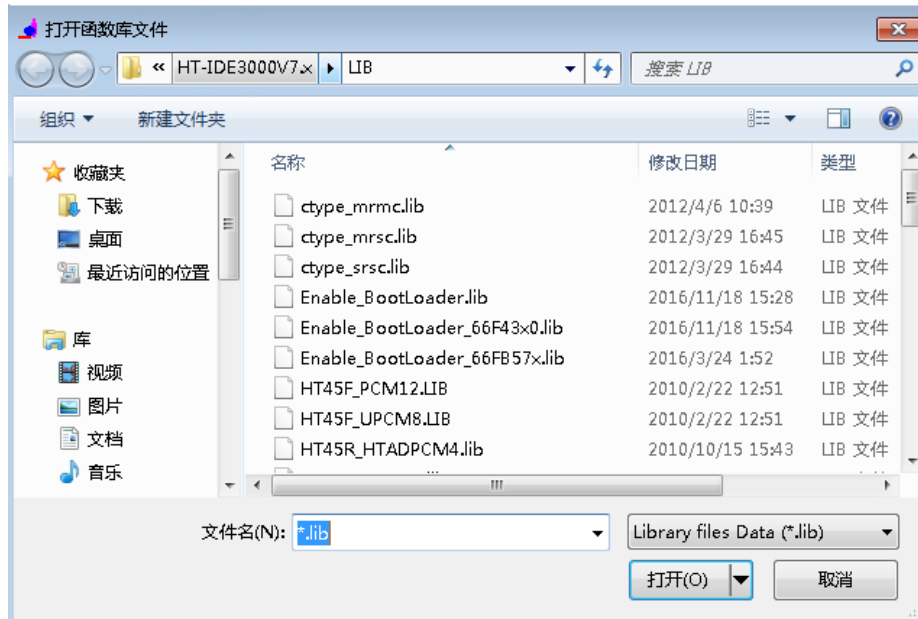 打开函数库文件
« HT-IDE3000V7.x ▸ LIB
搜索 LIB
组织 新建文件夹
名称 修改日期 类型
收藏夹
下载
桌面
最近访问的位置
库
视频
图片
文档
音乐
ctype_mrmc.lib 2012/4/6 10:39 LIB 文件
ctype_mrsc.lib 2012/3/29 16:45 LIB 文件
ctype_srsc.lib 2012/3/29 16:44 LIB 文件
Enable_BootLoader.lib 2016/11/18 15:28 LIB 文件
Enable_BootLoader_66F43x0.lib 2016/11/18 15:54 LIB 文件
Enable_BootLoader_66FB57x.lib 2016/3/24 1:52 LIB 文件
HT45F_PCM12.LIB 2010/2/22 12:51 LIB 文件
HT45F_UPCM8.LIB 2010/2/22 12:51 LIB 文件
HT45R_HTADPCM4.lib 2010/10/15 15:43 LIB 文件
文件名(N): *.lib
Library files Data (*.lib)
打开(O) 取消